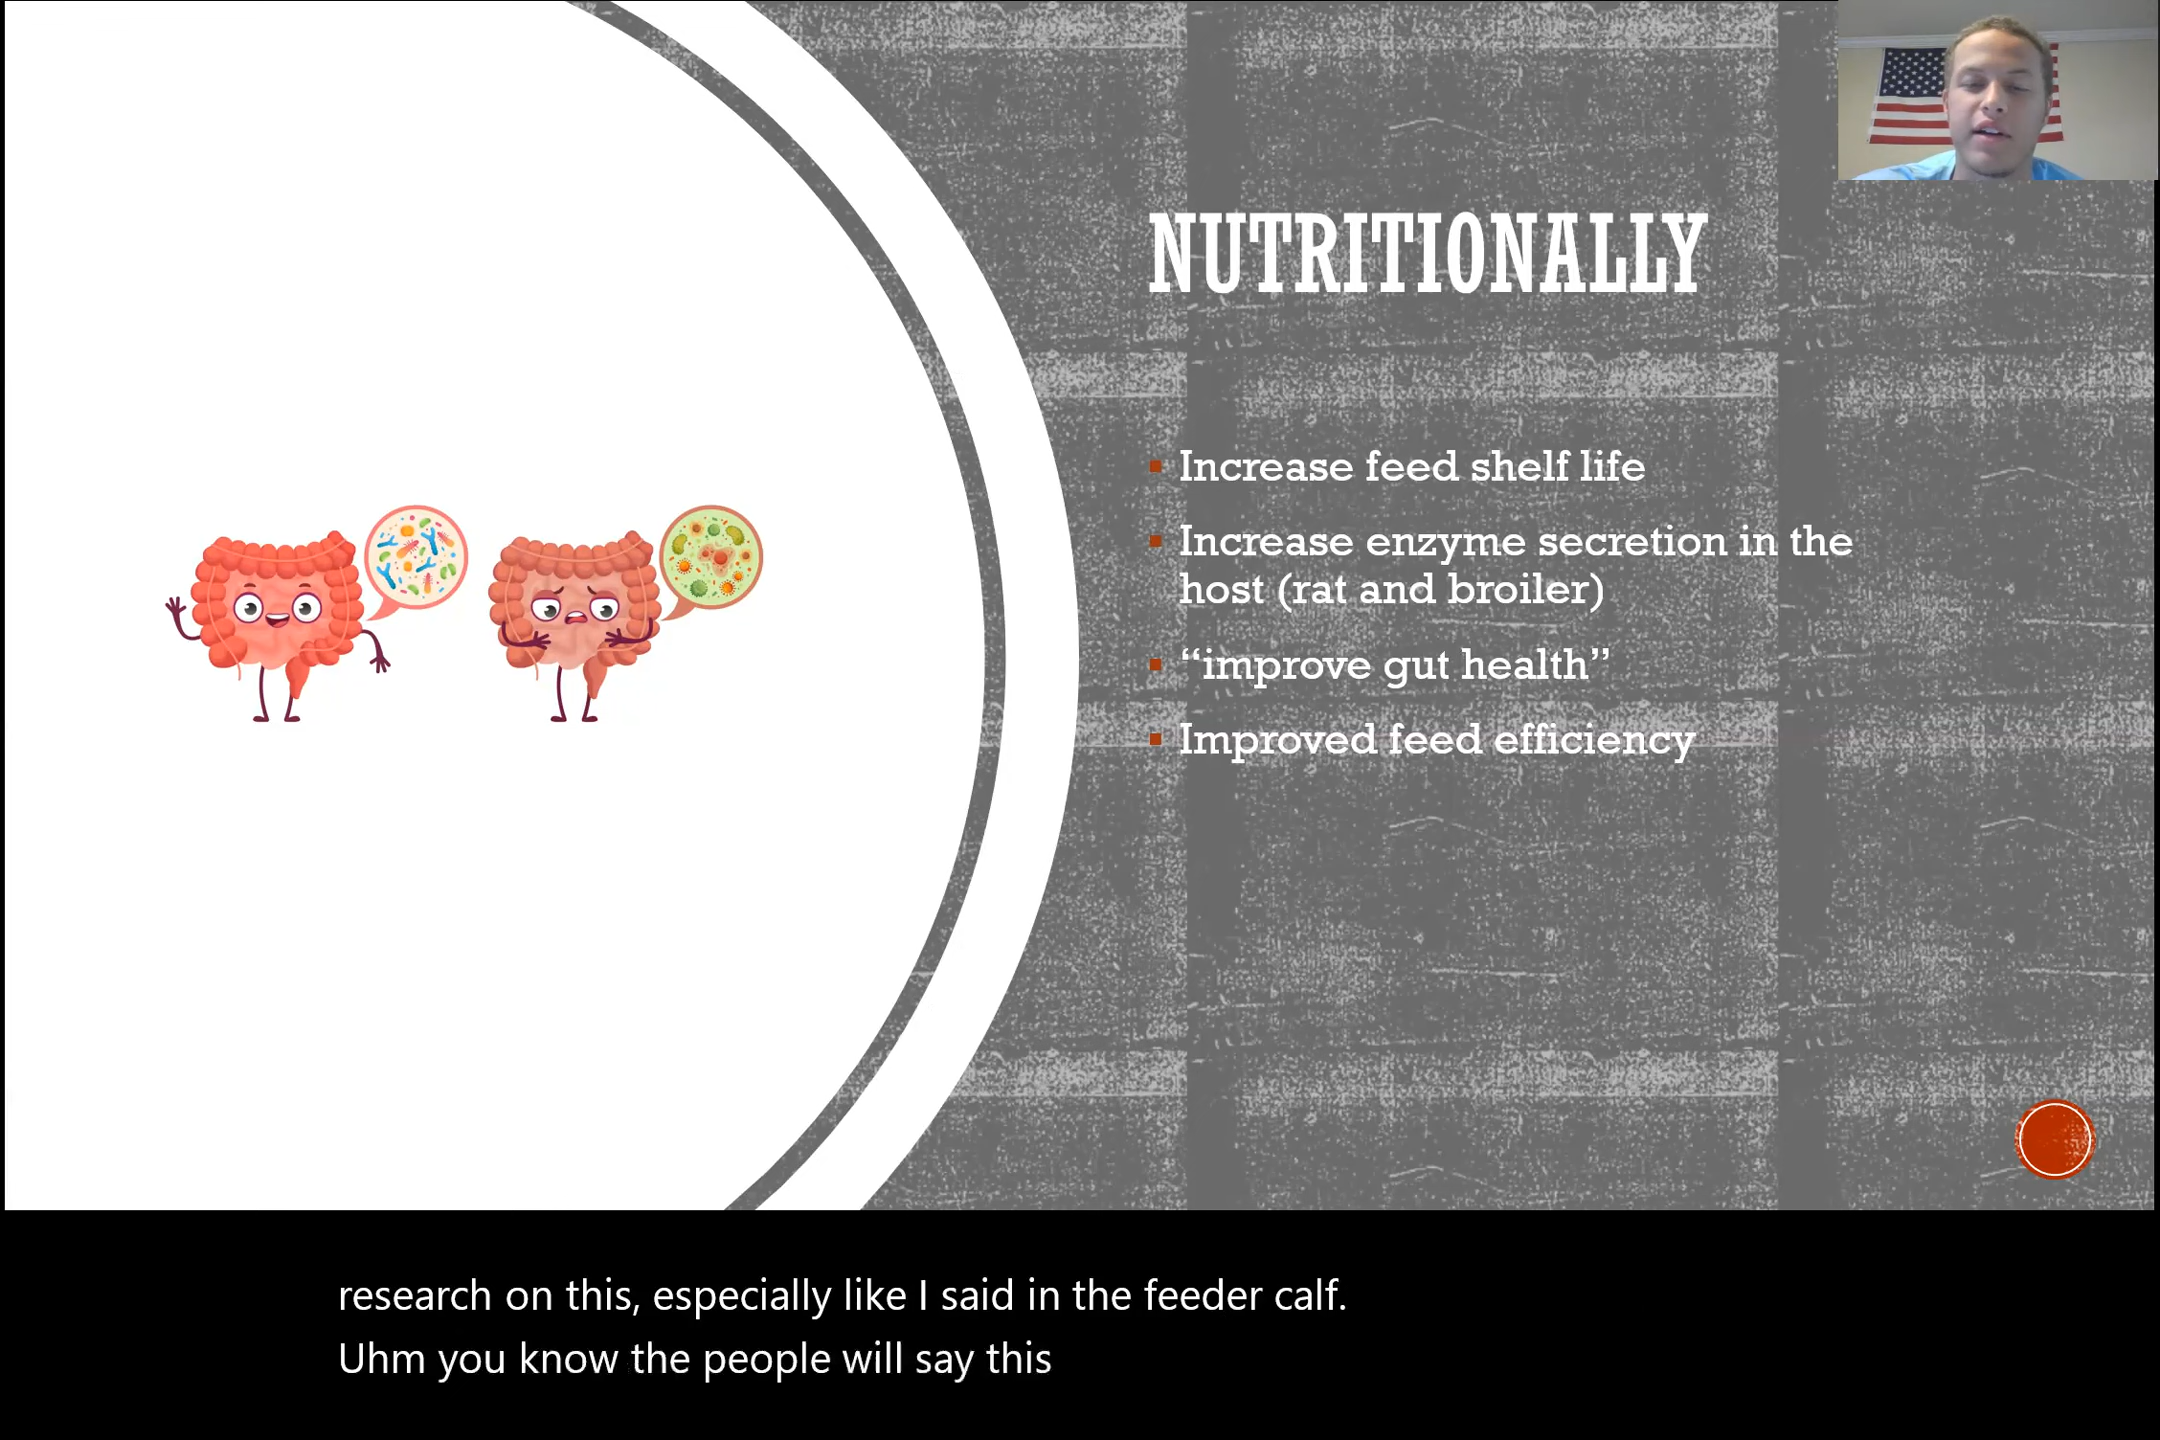 NUTRITIONALLY
▪ Increase feed shelf life
▪ Increase enzyme secretion in the
host (rat and broiler)
▪ “improve gut health”
▪ Improved feed efficiency
research on this, especially like I said in the feeder calf.
Uhm you know the people will say this